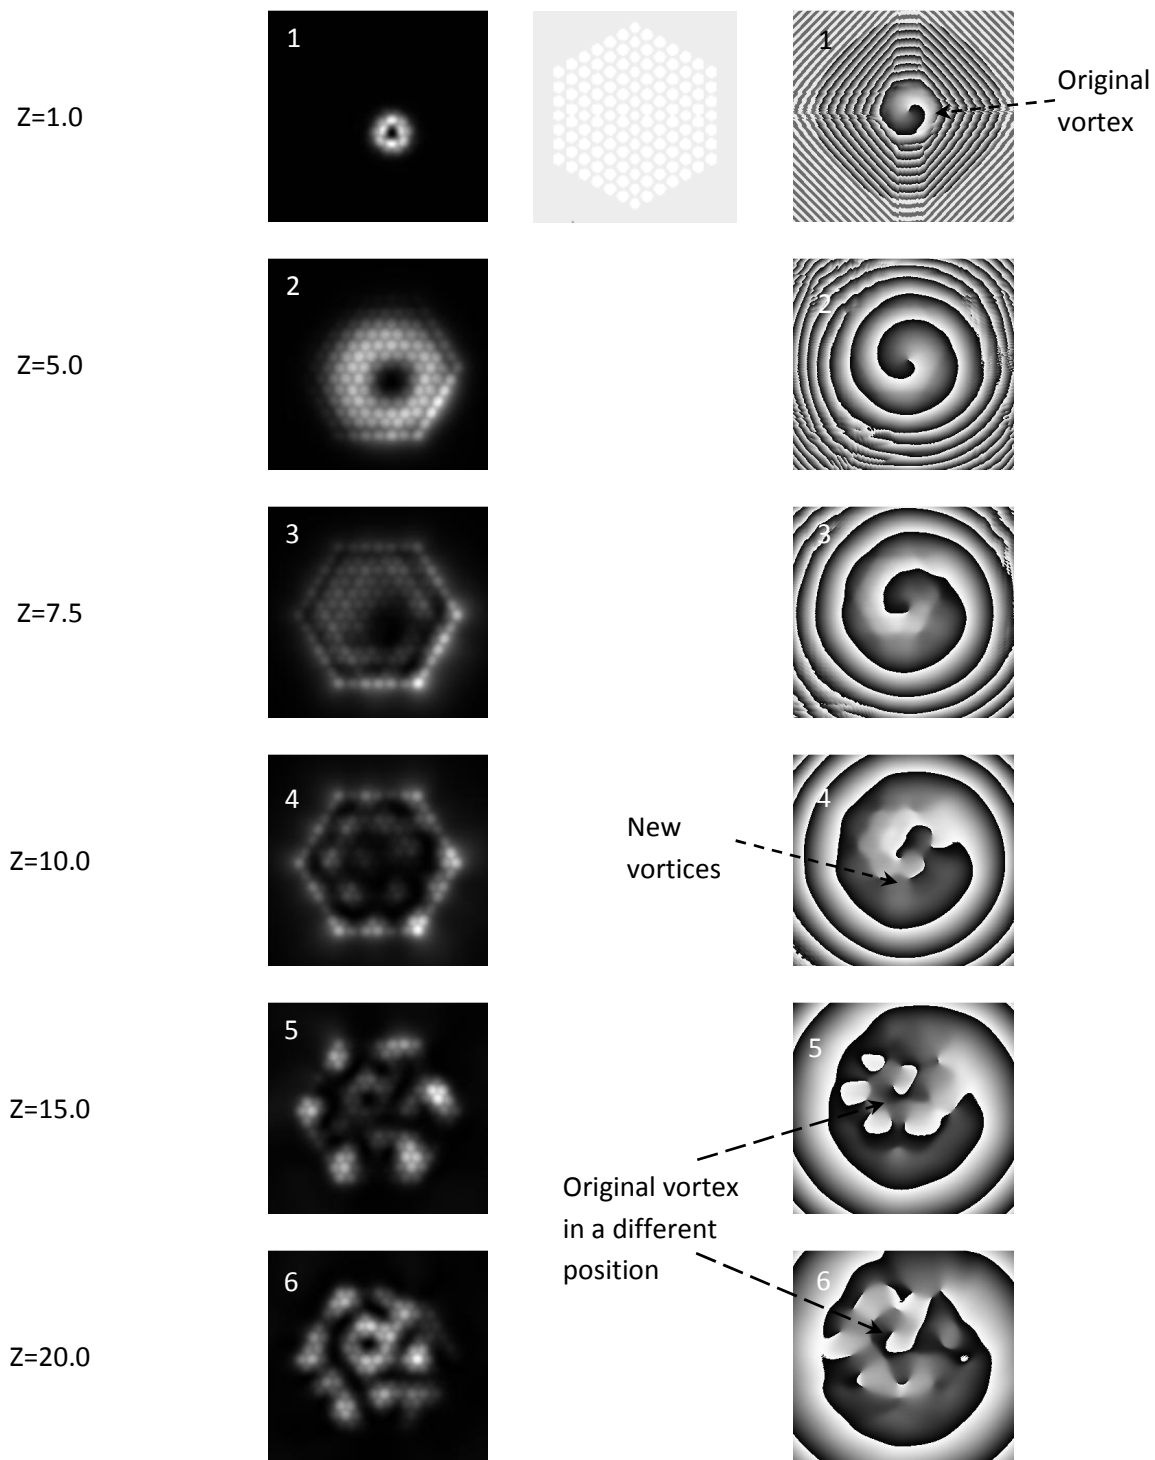 Z=1.0
1
1
Original
vortex
Z=5.0
2
2
Z=7.5
3
3
Z=10.0
4
4
New
vortices
Z=15.0
5
5
Original vortex
in a different
position
Z=20.0
6
6